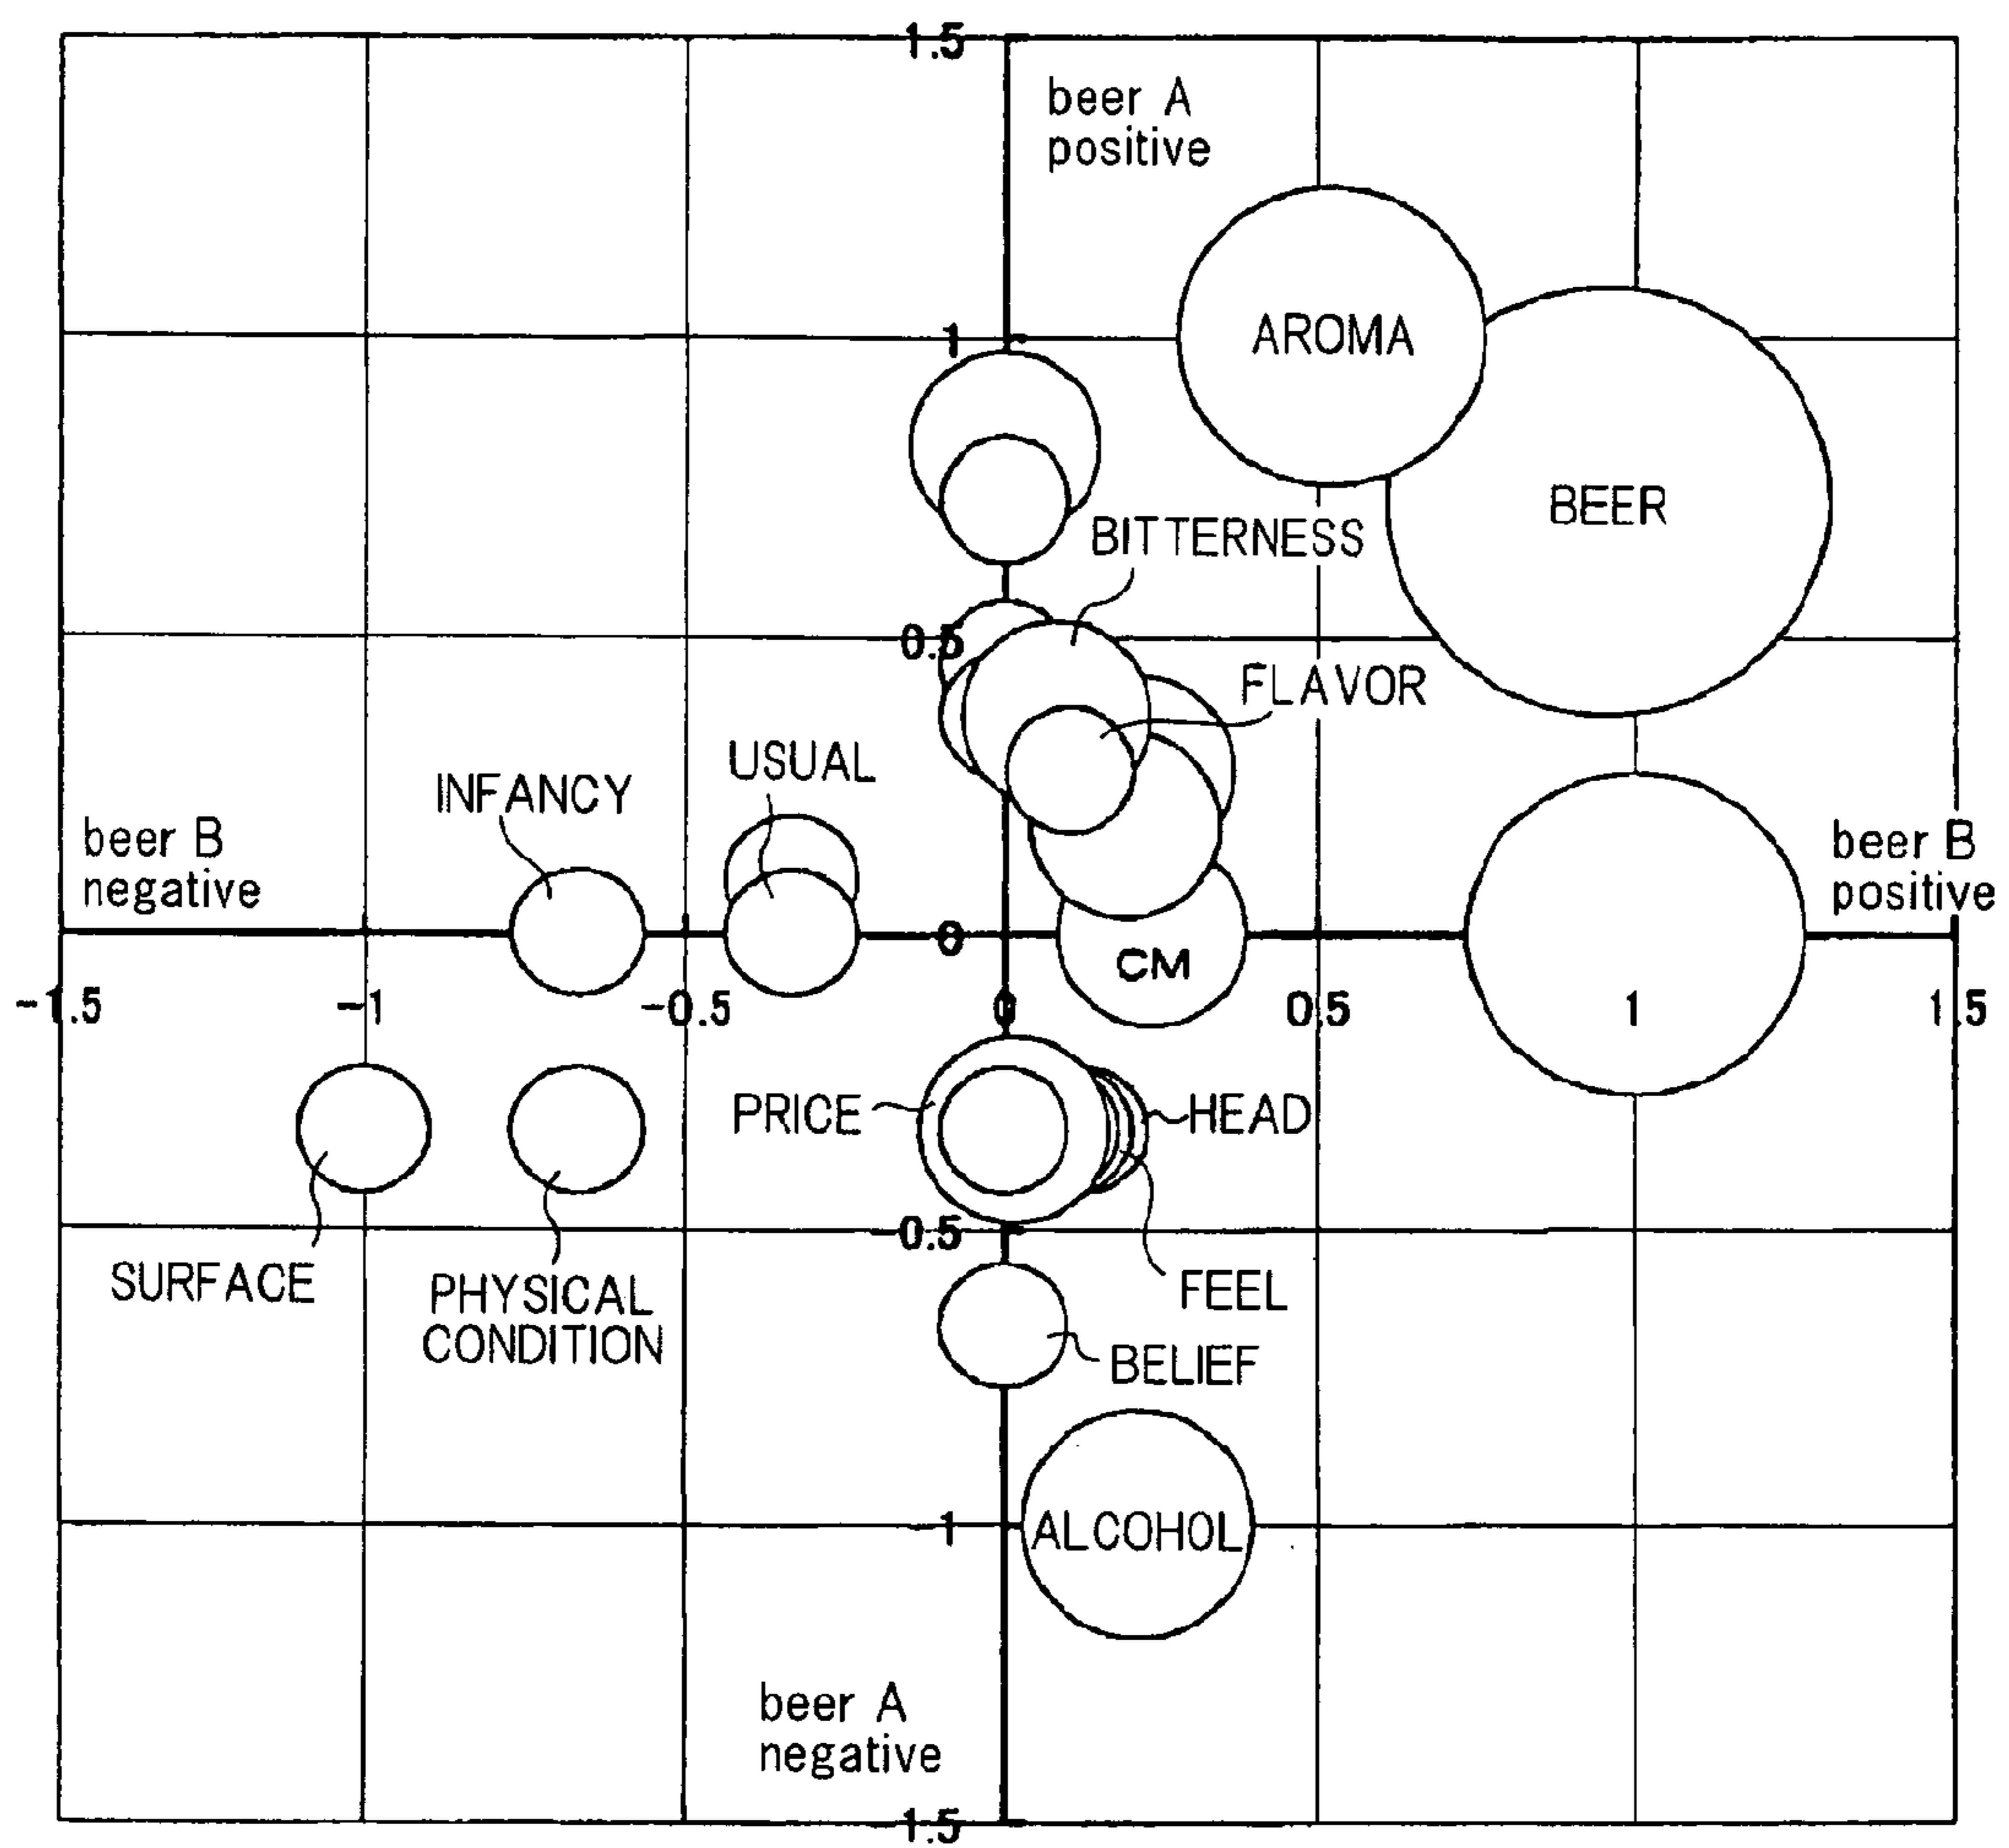 1.5
beer A
positive
AROMA
1
BEER
BITTERNESS
0.5
FLAVOR
USUAL
INFANCY
beer B
negative
beer B
positive
0
CM
-1.5
-1
-0.5
0
0.5
1
1.5
PRICE
HEAD
0.5
SURFACE
PHYSICAL
CONDITION
FEEL
BELIEF
1
ALCOHOL
beer A
negative
1.5